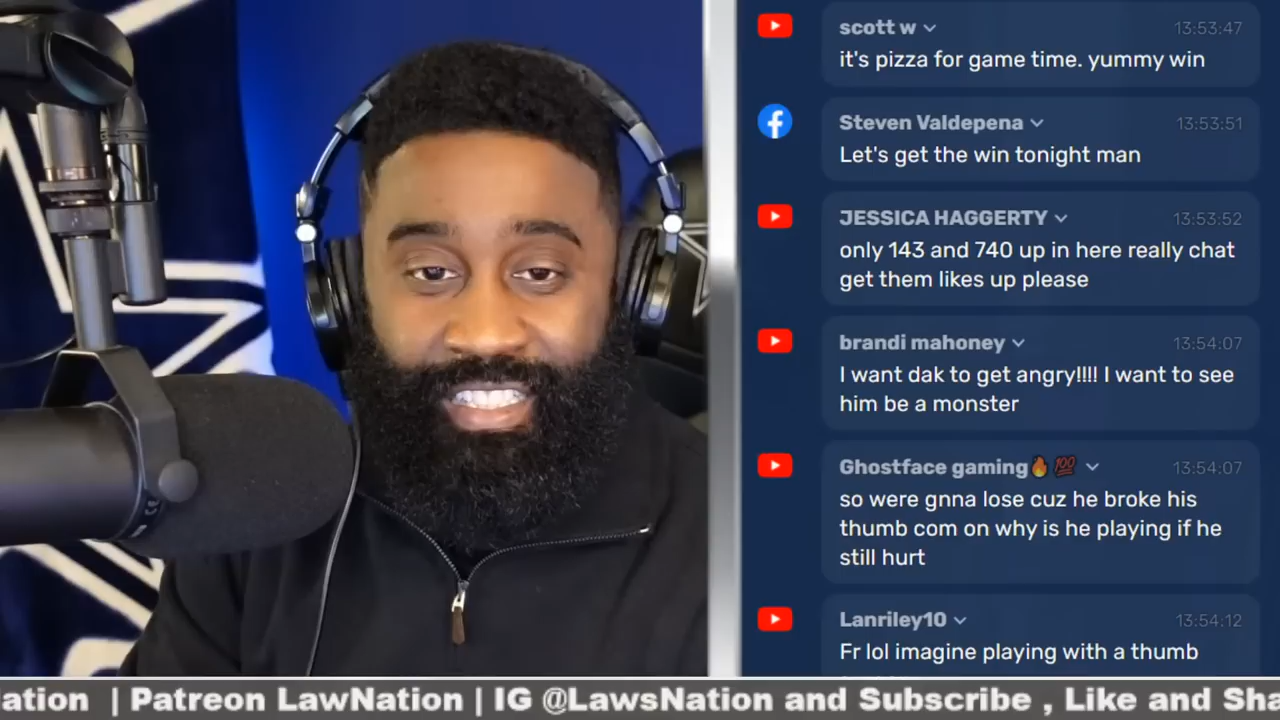 scott w 13:53:47
it's pizza for game time. yummy win
Steven Valdepena 13:53:51
Let's get the win tonight man
JESSICA HAGGERTY 13:53:52
only 143 and 740 up in here really chat
get them likes up please
brandi mahoney 13:54:07
I want dak to get angry!!!! I want to see
him be a monster
Ghostface gaming🔥💯 13:54:07
so were gnna lose cuz he broke his
thumb com on why is he playing if he
still hurt
Lanriley10 13:54:12
Fr lol imagine playing with a thumb
ation | Patreon LawNation | IG @LawsNation and Subscribe , Like and Sha